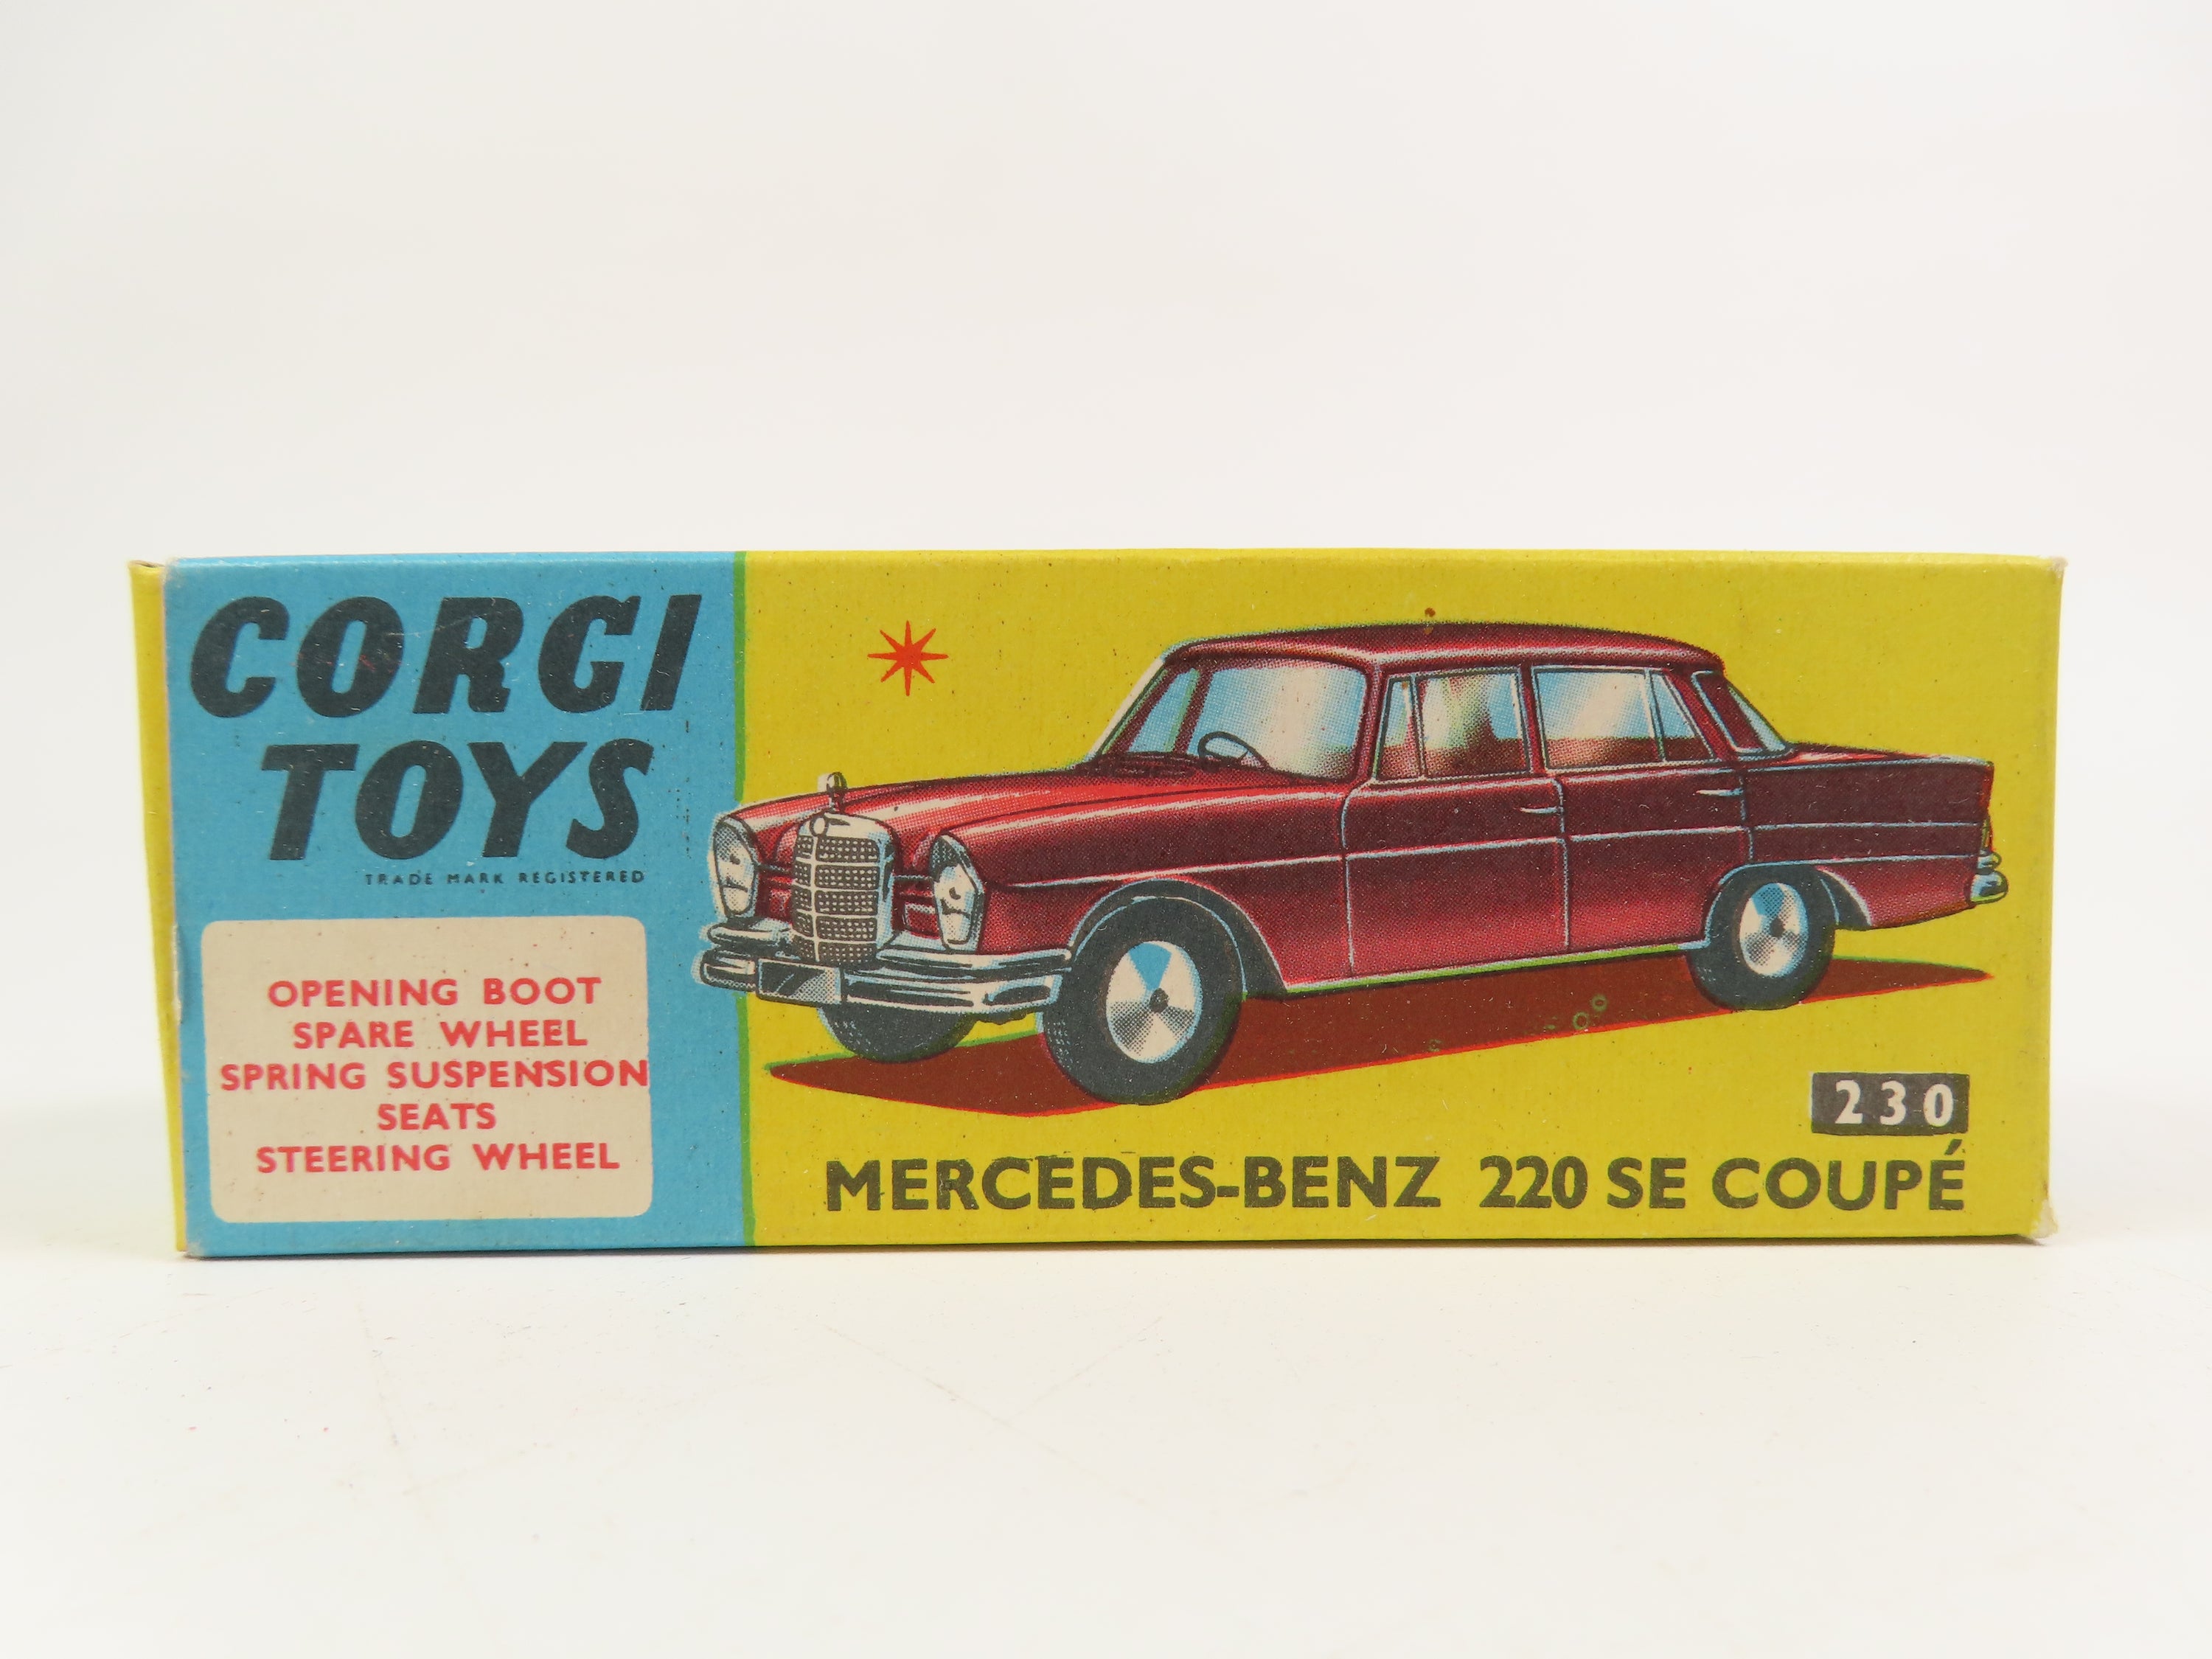 CORGI
TOYS
TRADE MARK REGISTERED
OPENING BOOT
SPARE WHEEL
SPRING SUSPENSION
SEATS
STEERING WHEEL
230
MERCEDES-BENZ 220 SE COUPÉ